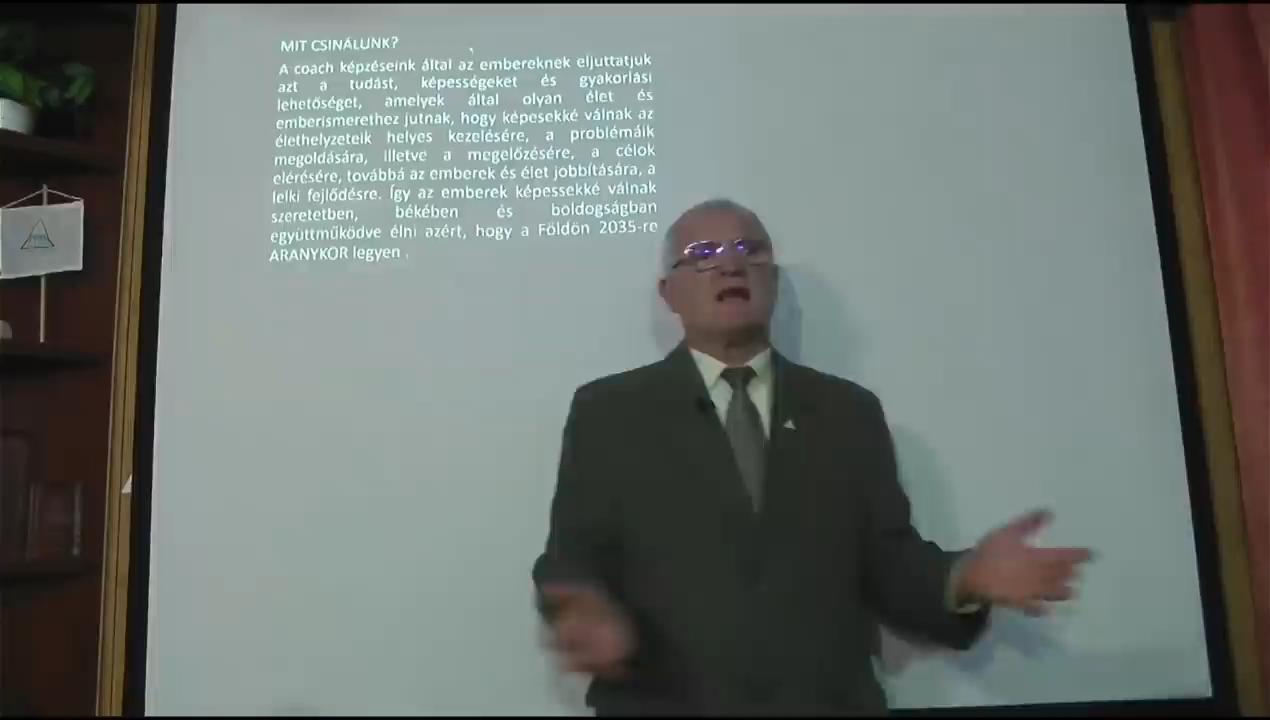 MIT CSINÁLUNK?
A coach képzéseink által az embereknek eljuttatjuk
azt a tudást, képességeket és gyakorlási
lehetőséget, amelyek által olyan élet és
emberismerethez jutnak, hogy képesekké válnak az
élethelyzeteik helyes kezelésére, a problémáik
megoldására, illetve a megelőzésére, a célok
elérésére, továbbá az emberek és élet jobbítására, a
lelki fejlődésre. Így az emberek képessekké válnak
szeretetben, békében és boldogságban
együttműködve élni azért, hogy a Földön 2035-re
ARANYKOR legyen .